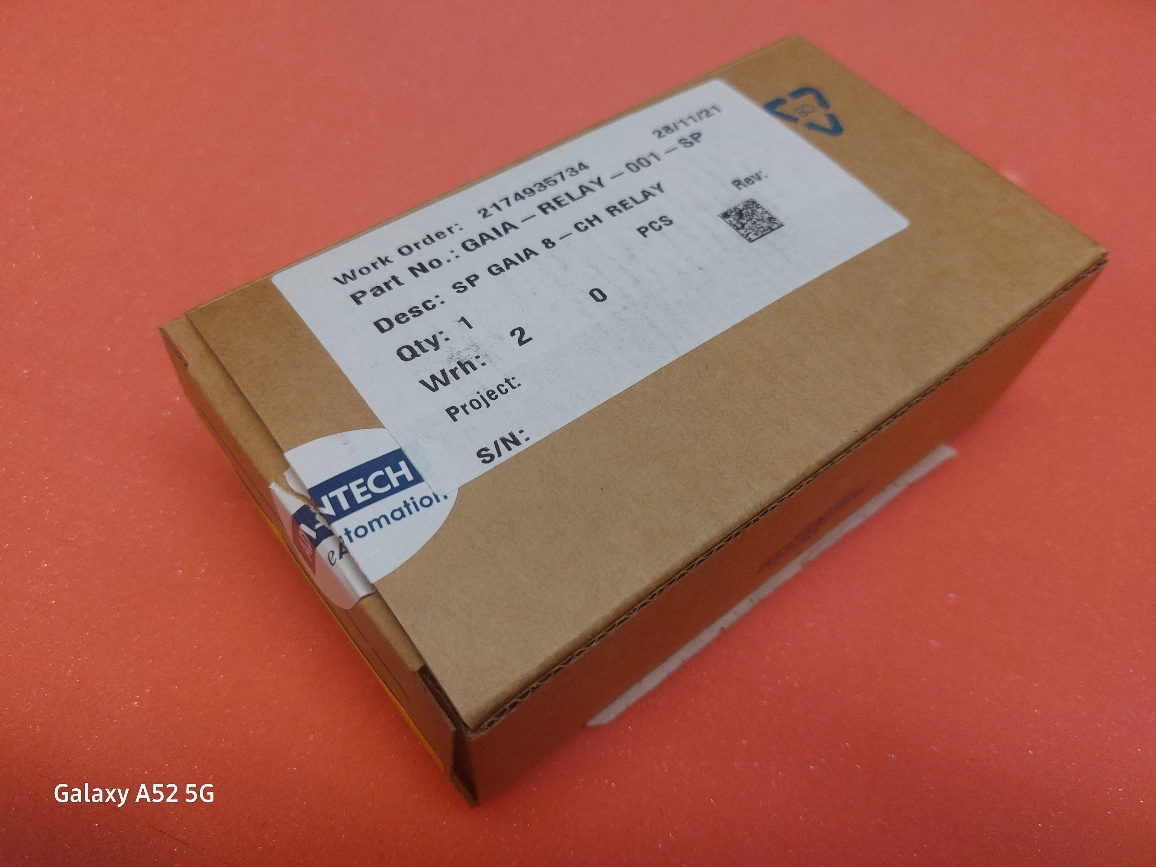 28/11/21
Work Order: 2174935734
Part No.: GAIA-RELAY-001-SP
Desc: SP GAIA 8-CH RELAY
Qty: 1 PCS Rev:
Wrh: 2 0
Project:
S/N:
NTECH
eAutomation
Galaxy A52 5G